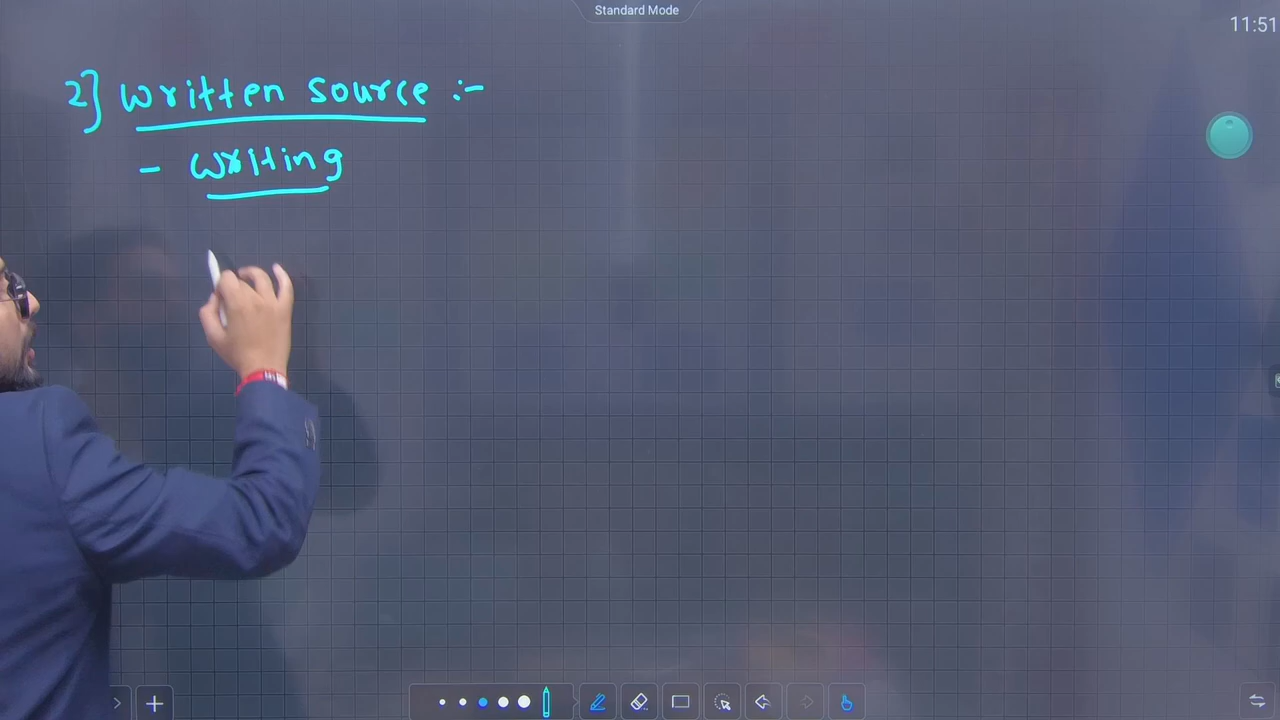 Standard Mode
11:51
2] Written Source :-
- Writing